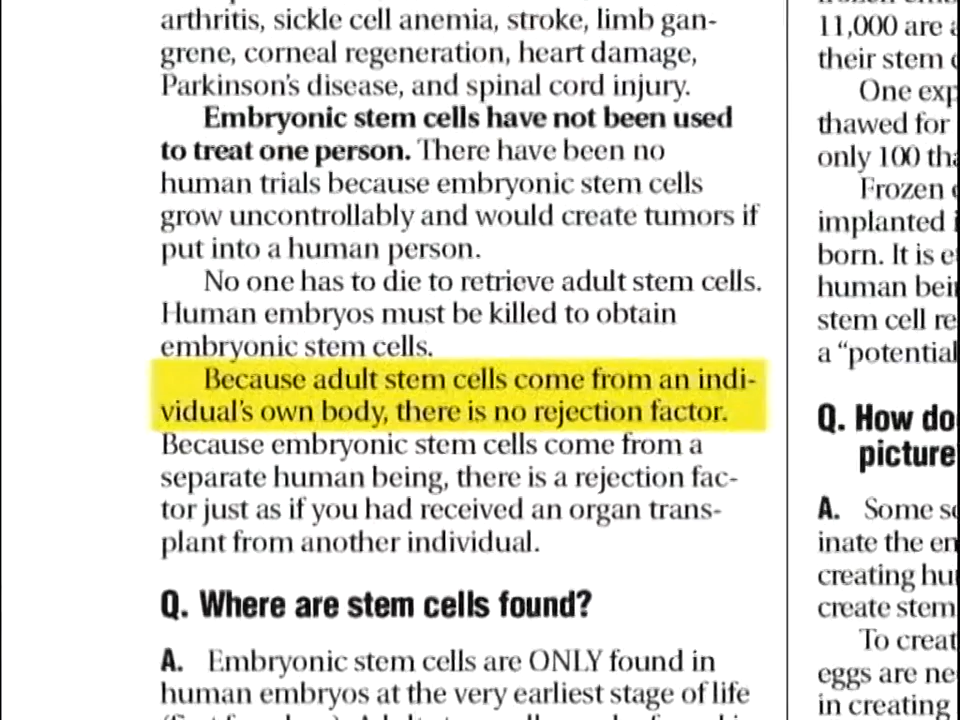 arthritis, sickle cell anemia, stroke, limb gan-
grene, corneal regeneration, heart damage,
Parkinson's disease, and spinal cord injury.
Embryonic stem cells have not been used
to treat one person. There have been no
human trials because embryonic stem cells
grow uncontrollably and would create tumors if
put into a human person.
No one has to die to retrieve adult stem cells.
Human embryos must be killed to obtain
embryonic stem cells.
Because adult stem cells come from an indi-
vidual's own body, there is no rejection factor.
Because embryonic stem cells come from a
separate human being, there is a rejection fac-
tor just as if you had received an organ trans-
plant from another individual.
Q. Where are stem cells found?
A. Embryonic stem cells are ONLY found in
human embryos at the very earliest stage of life
11,000 are
their stem
One
thawed for
only 100
Frozen
implanted
born. It is
human
stem cell
a "potential
Q. How do
picture
A. Some
inate the
creating
create stem
To
eggs are
in creating